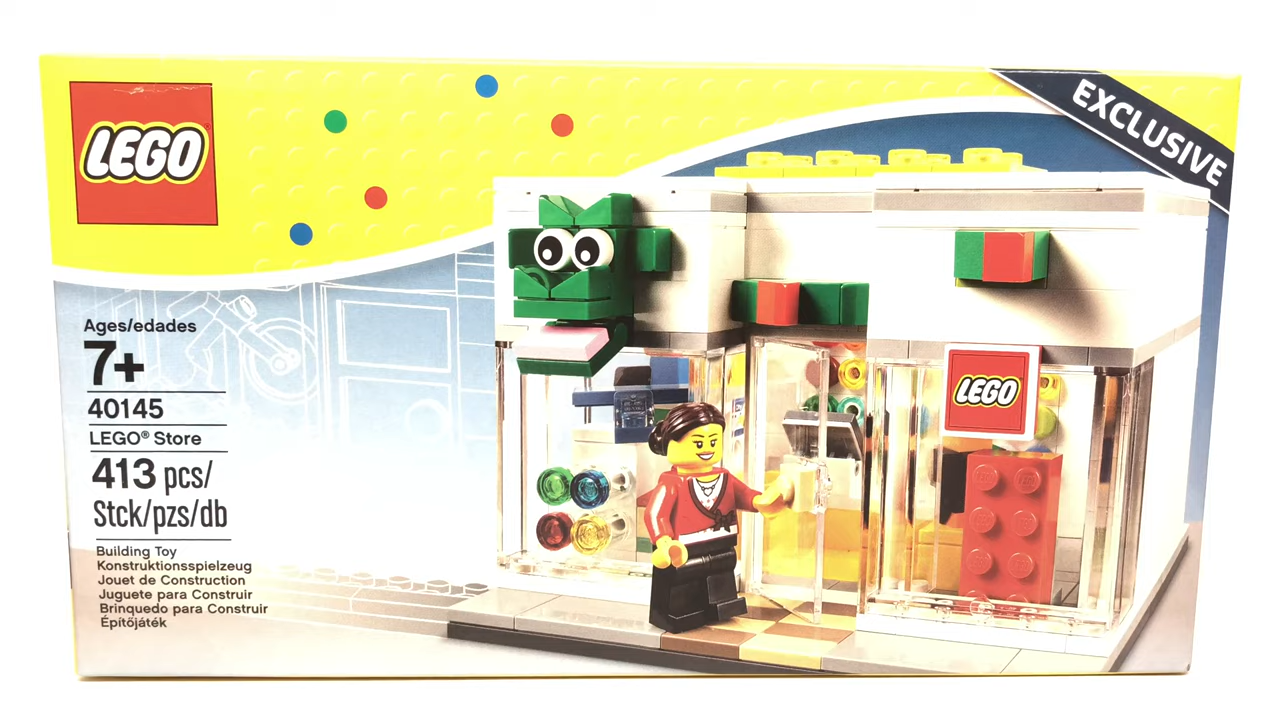 LEGO
EXCLUSIVE
Ages/edades
7+
40145
LEGO® Store
413 pcs/
Stck/pzs/db
Building Toy
Konstruktionsspielzeug
Jouet de Construction
Juguete para Construir
Brinquedo para Construir
Építőjáték
LEGO